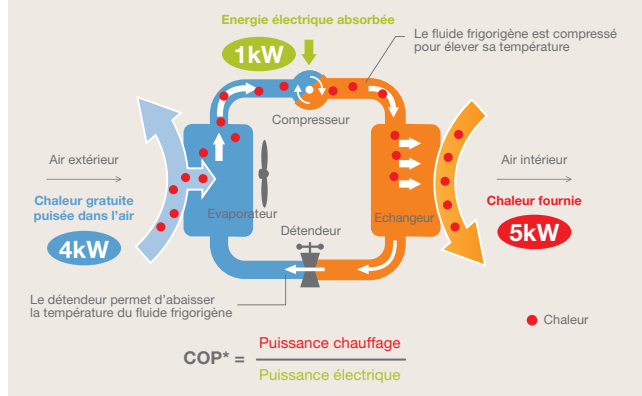 Energie électrique absorbée
1kW
Le fluide frigorigène est compressé
pour élever sa température
Compresseur
Air extérieur
Chaleur gratuite
puisée dans l'air
4kW
Evaporateur
Echangeur
Air intérieur
Chaleur fournie
5kW
Détendeur
Le détendeur permet d'abaisser
la température du fluide frigorigène
Chaleur
COP* =
Puissance chauffage
Puissance électrique